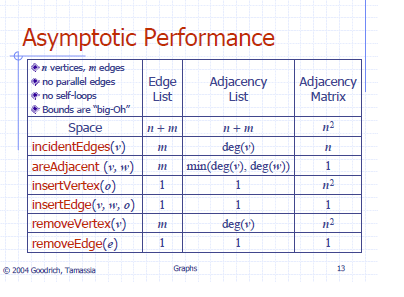 Asymptotic Performance
n vertices, m edges
no parallel edges
no self-loops
Bounds are “big-Oh”
Edge List
Adjacency List
Adjacency Matrix
Space n + m n + m n²
incidentEdges(v) m deg(v) n
areAdjacent (v, w) m min(deg(v), deg(w)) 1
insertVertex(o) 1 1 n²
insertEdge(v, w, o) 1 1 1
removeVertex(v) m deg(v) n²
removeEdge(e) 1 1 1
© 2004 Goodrich, Tamassia Graphs 13